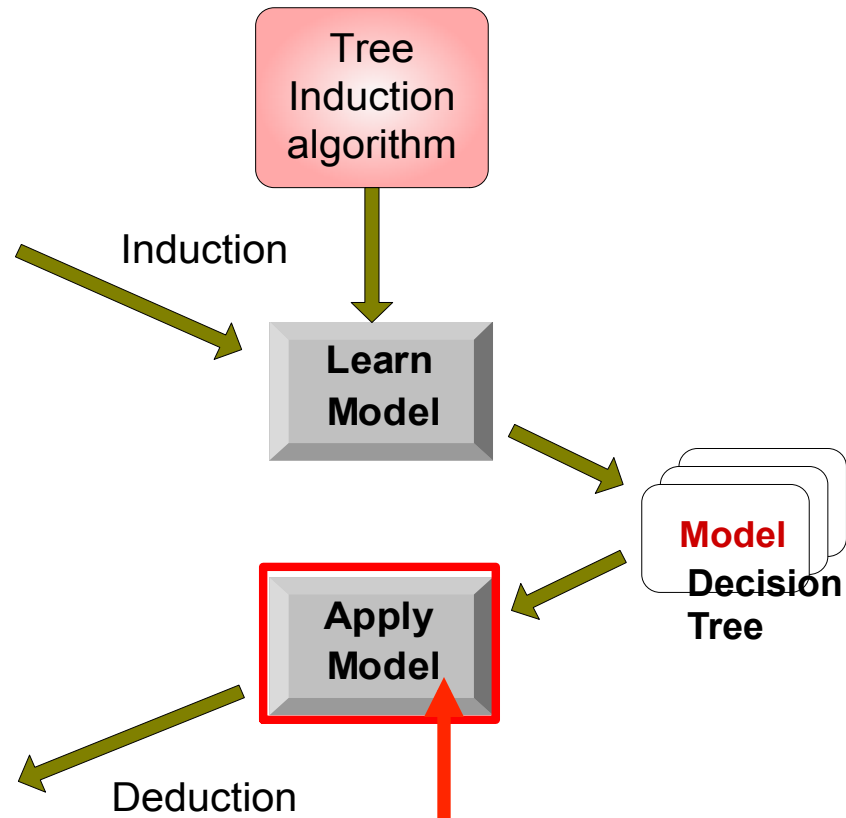 Tree
Induction
algorithm
Induction
Learn
Model
Model
Decision
Tree
Apply
Model
Deduction